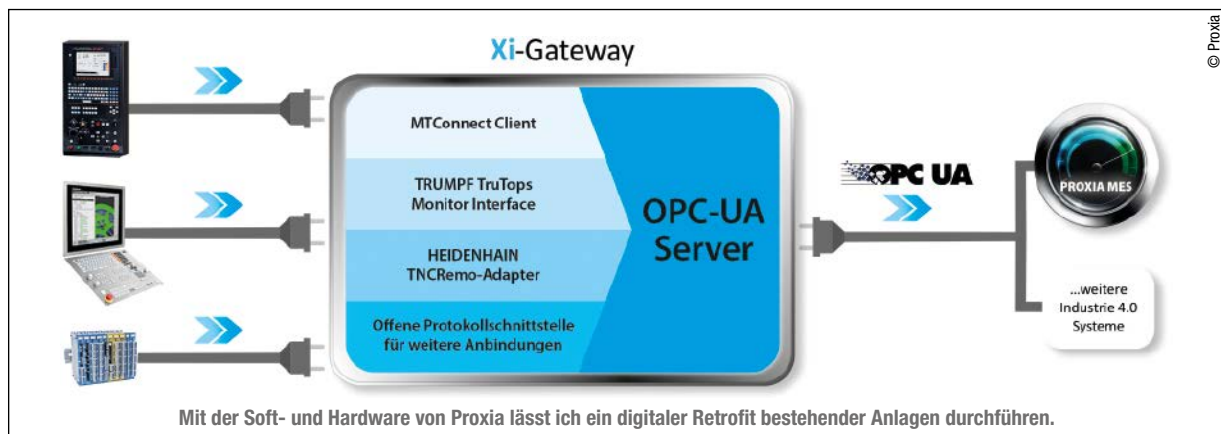 © Proxia
Xi-Gateway
MTConnect Client
TRUMPF TruTops
Monitor Interface
HEIDENHAIN
TNCRemo-Adapter
Offene Protokollschnittstelle
für weitere Anbindungen
OPC-UA
Server
OPC UA
PROXIA MES
...weitere
Industrie 4.0
Systeme
Mit der Soft- und Hardware von Proxia lässt ich ein digitaler Retrofit bestehender Anlagen durchführen.